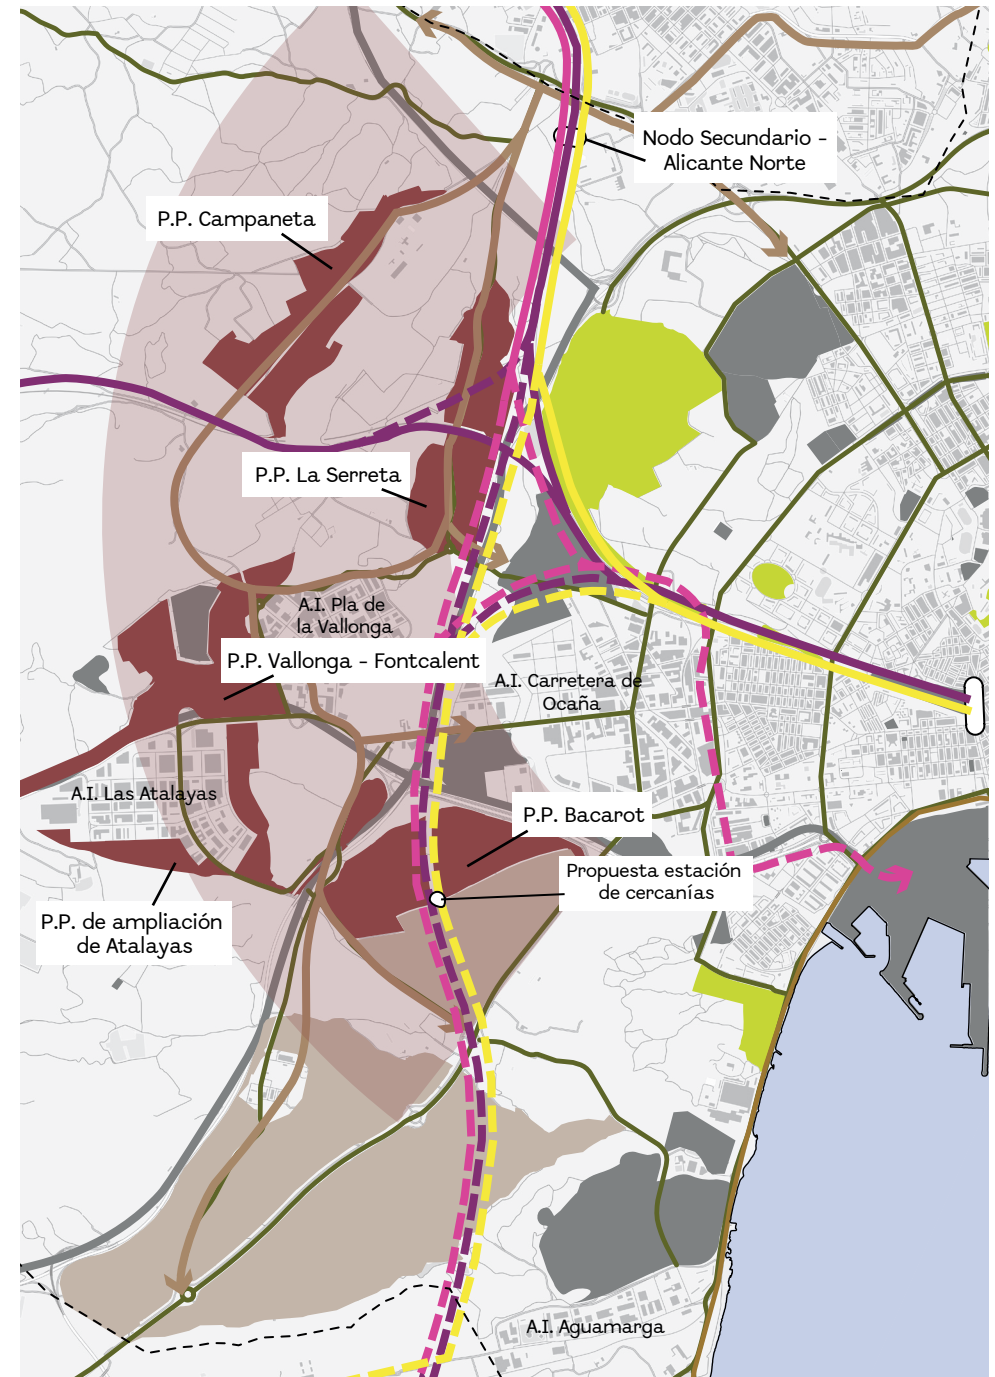 Nodo Secundario -
Alicante Norte
P.P. Campaneta
P.P. La Serreta
A.I. Pla de
la Vallonga
P.P. Vallonga - Fontcalent
A.I. Carretera de
Ocaña
A.I. Las Atalayas
P.P. Bacarot
Propuesta estación
de cercanías
P.P. de ampliación
de Atalayas
A.I. Aguamarga